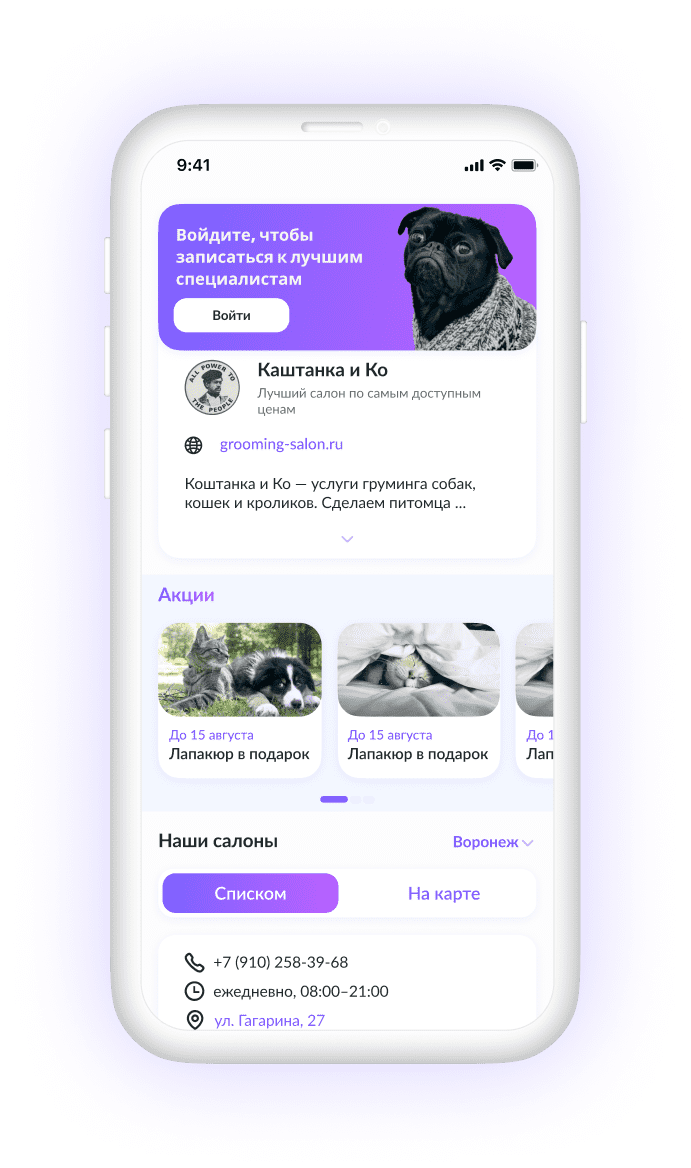 9:41
Войдите, чтобы
записаться к лучшим
специалистам
Войти
ALL POWER TO
THE PEOPLE
Каштанка и Ко
Лучший салон по самым доступным
ценам
grooming-salon.ru
Коштанка и Ко — услуги груминга собак,
кошек и кроликов. Сделаем питомца ...
Акции
До 15 августа
Лапакюр в подарок
До 15 августа
Лапакюр в подарок
До 1
Лап
Наши салоны
Воронеж
Списком
На карте
+7 (910) 258-39-68
ежедневно, 08:00–21:00
ул. Гагарина, 27